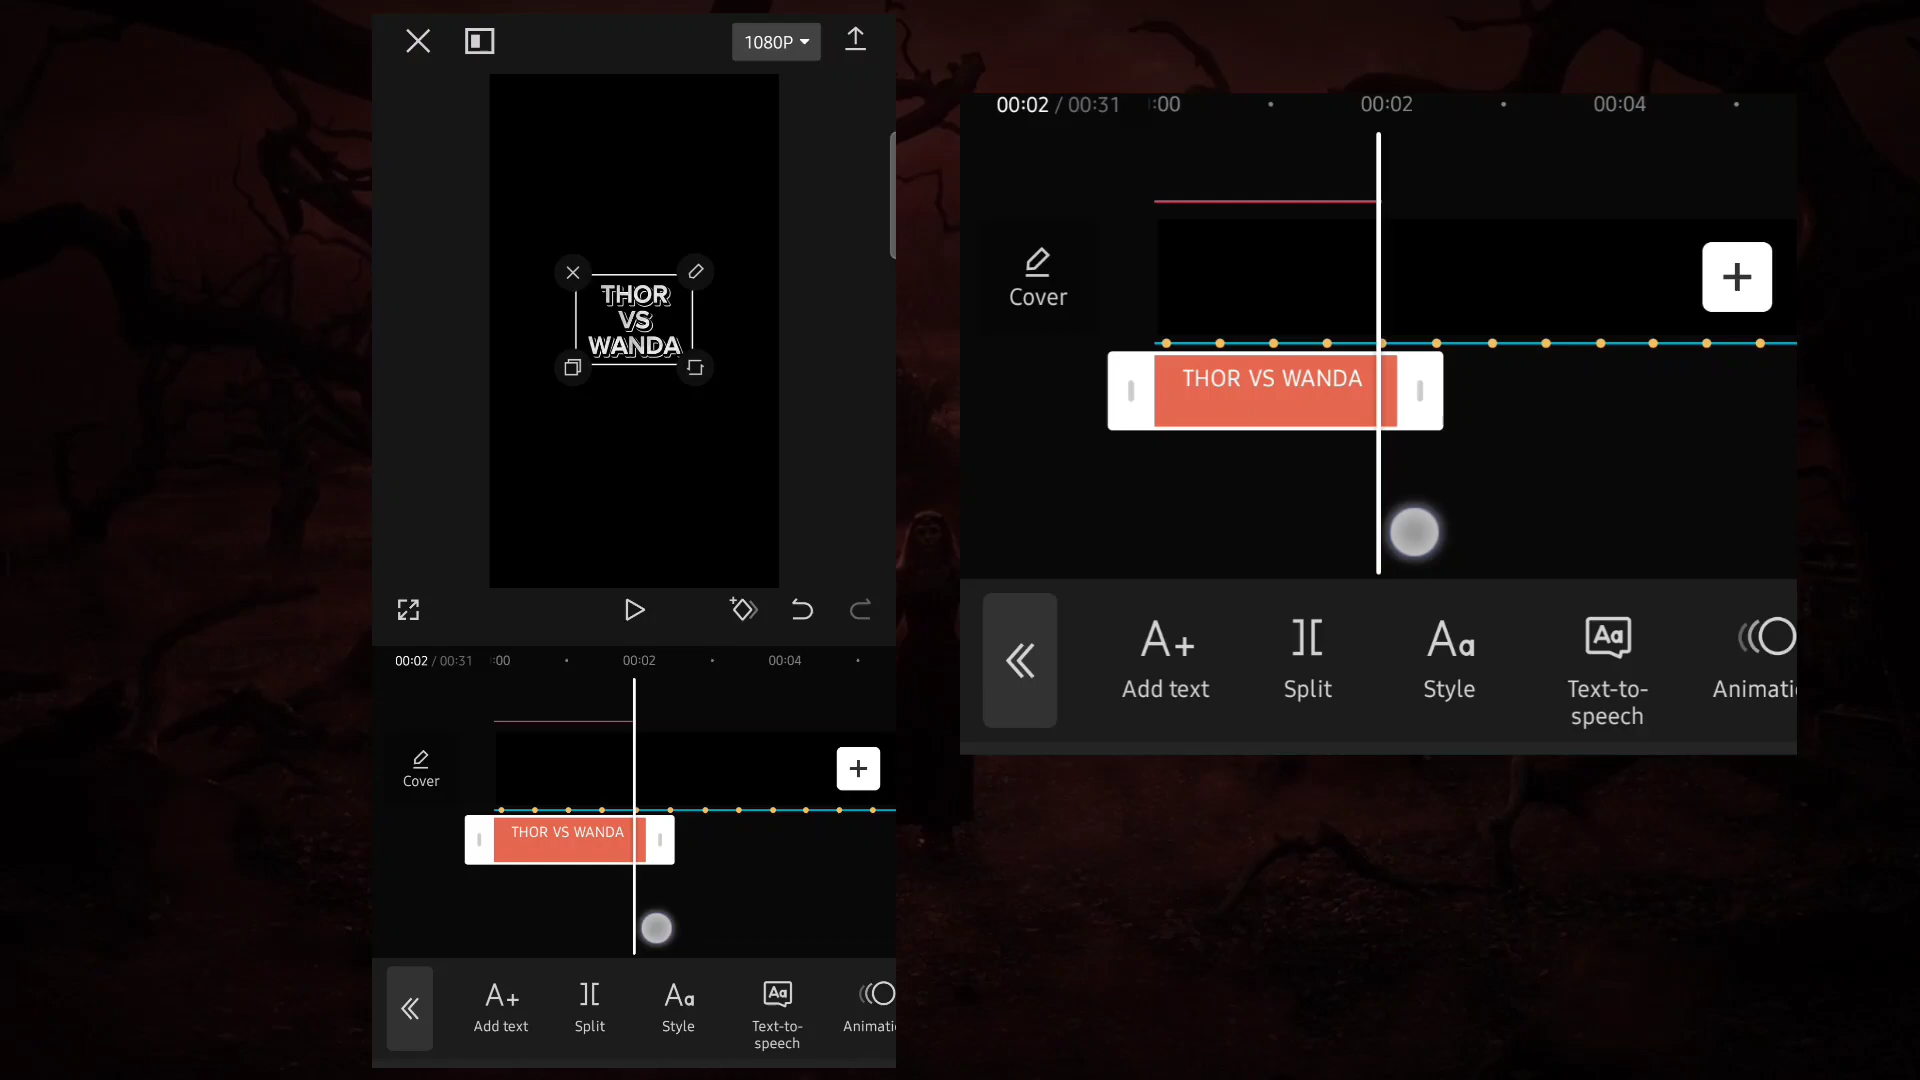 1080P
THOR
VS
WANDA
00:02 / 00:31 :00 00:02 00:04
Cover
THOR VS WANDA
Add text Split Style Text-to-speech Animati
00:02 / 00:31 :00 00:02 00:04
Cover
THOR VS WANDA
Add text Split Style Text-to-speech Animati